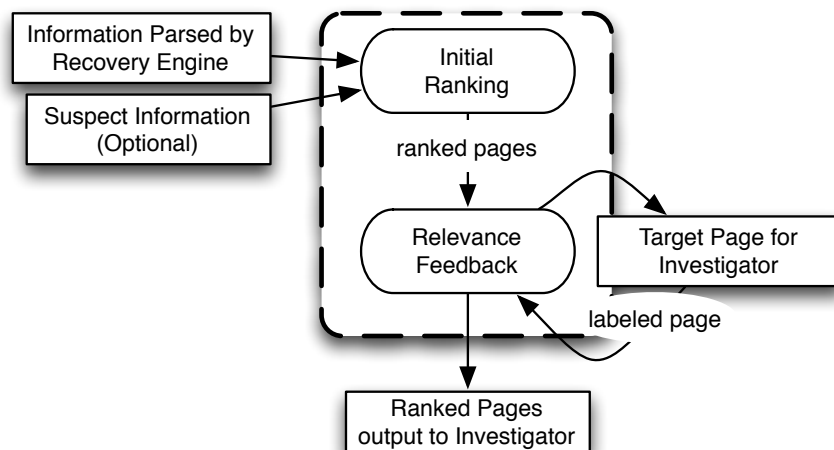 Information Parsed by
Recovery Engine
Suspect Information
(Optional)
Initial
Ranking
ranked pages
Relevance
Feedback
Target Page for
Investigator
labeled page
Ranked Pages
output to Investigator